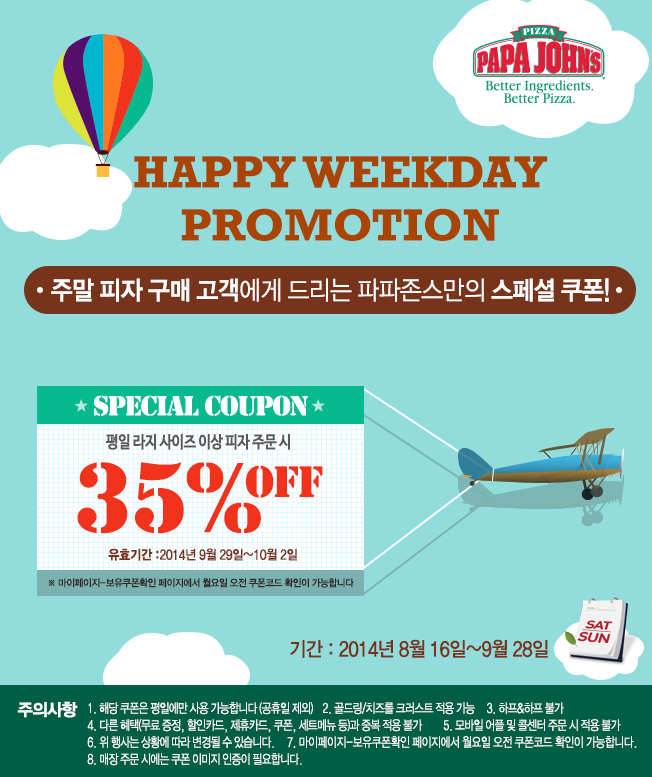 PIZZA
PAPA JOHN'S
Better Ingredients.
Better Pizza.
HAPPY WEEKDAY
PROMOTION
• 주말 피자 구매 고객에게 드리는 파파존스만의 스페셜 쿠폰! •
★ SPECIAL COUPON ★
평일 라지 사이즈 이상 피자 주문 시
35%OFF
유효기간 :2014년 9월 29일~10월 2일
※ 마이페이지-보유쿠폰확인 페이지에서 월요일 오전 쿠폰코드 확인이 가능합니다
SAT
SUN
기간 : 2014년 8월 16일~9월 28일
주의사항 1. 해당 쿠폰은 평일에만 사용 가능합니다 (공휴일 제외) 2. 골드링/치즈롤 크러스트 적용 가능 3. 하프&하프 불가
4. 다른 혜택(무료 증정, 할인카드, 제휴카드, 쿠폰, 세트메뉴 등)과 중복 적용 불가 5. 모바일 어플 및 콜센터 주문 시 적용 불가
6. 위 행사는 상황에 따라 변경될 수 있습니다. 7. 마이페이지-보유쿠폰확인 페이지에서 월요일 오전 쿠폰코드 확인이 가능합니다.
8. 매장 주문 시에는 쿠폰 이미지 인증이 필요합니다.